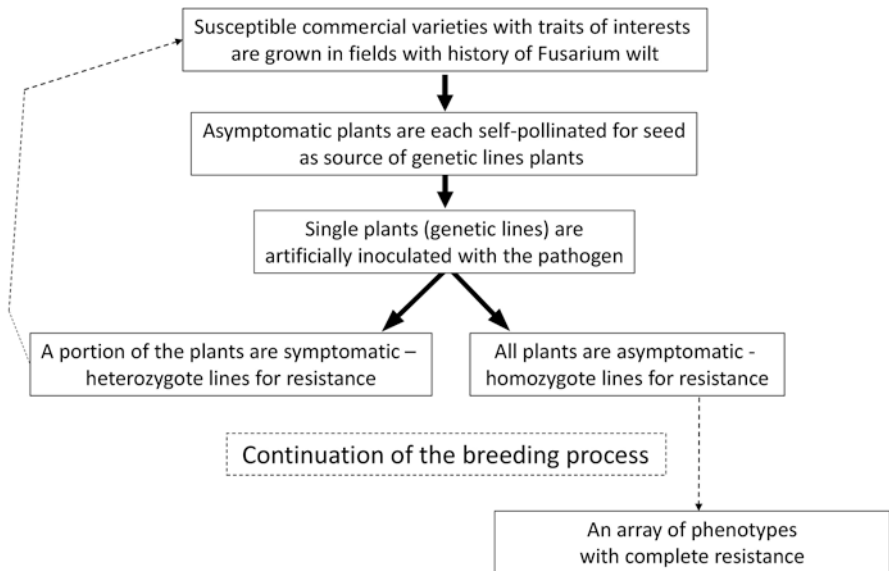 Susceptible commercial varieties with traits of interests
are grown in fields with history of Fusarium wilt
Asymptomatic plants are each self-pollinated for seed
as source of genetic lines plants
Single plants (genetic lines) are
artificially inoculated with the pathogen
A portion of the plants are symptomatic –
heterozygote lines for resistance
All plants are asymptomatic -
homozygote lines for resistance
Continuation of the breeding process
An array of phenotypes
with complete resistance